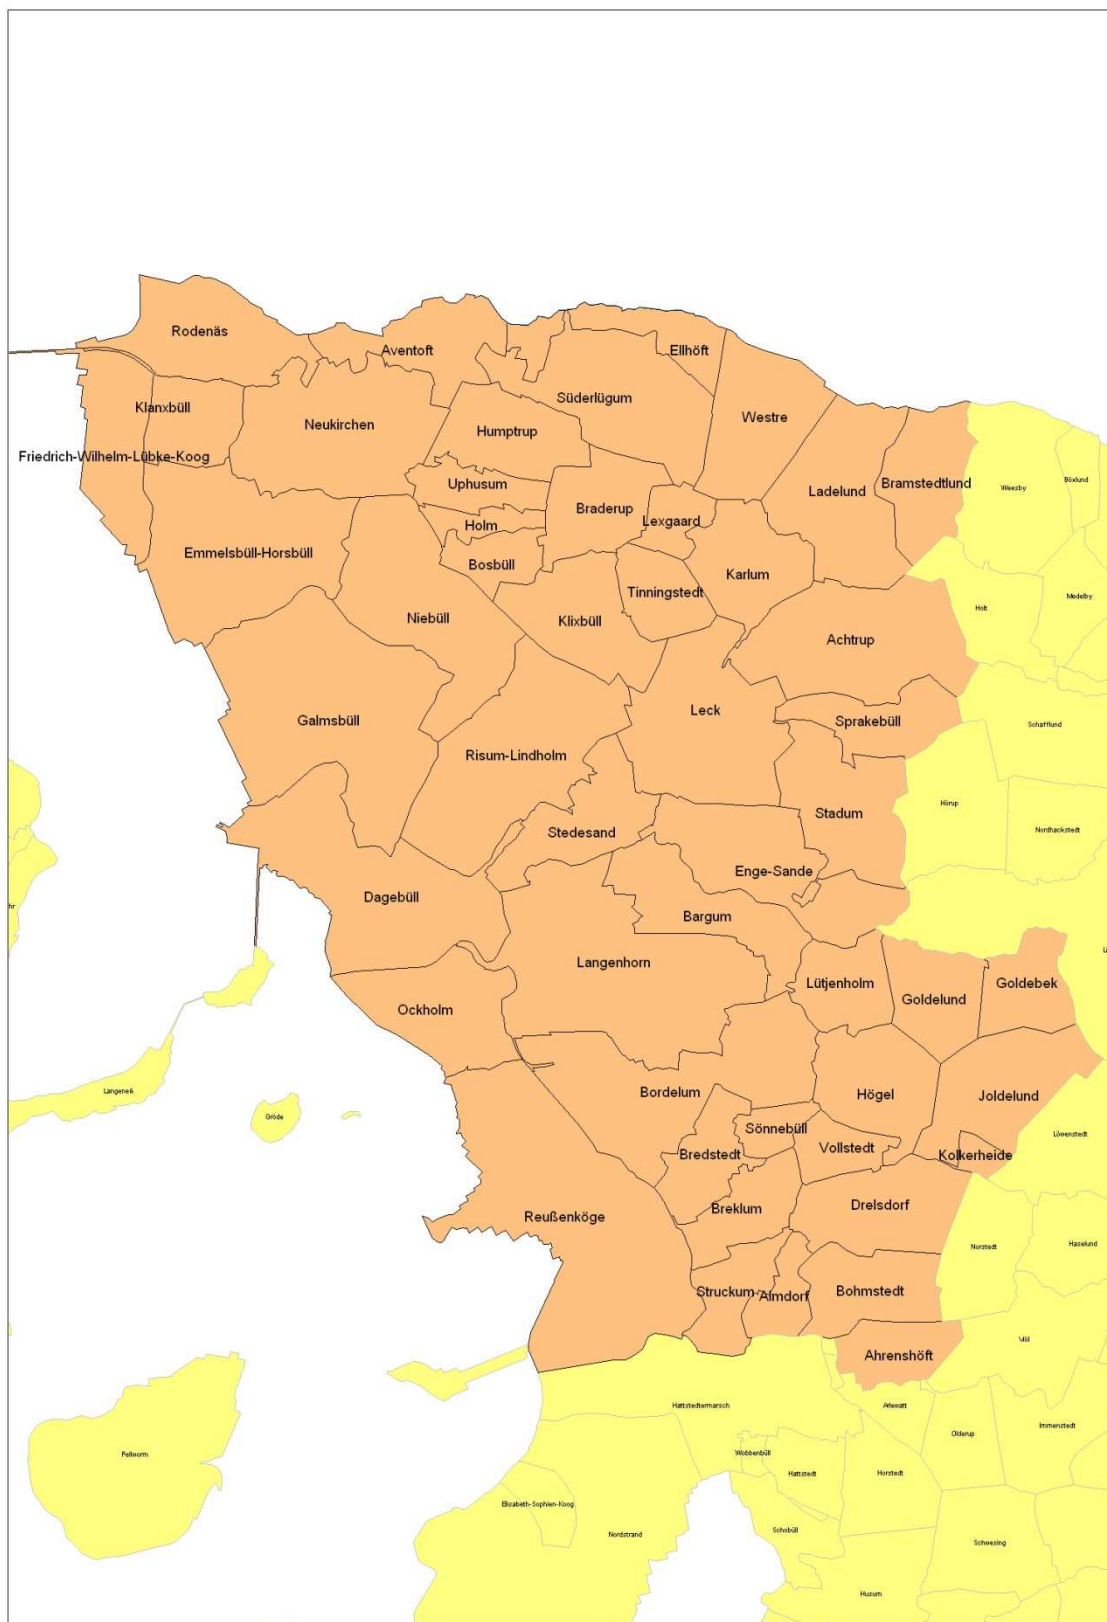 Rodenäs
Aventoft
Ellhöft
Süderlügum
Klanxbüll
Westre
Neukirchen
Humptrup
Friedrich-Wilhelm-Lübke-Koog
Uphusum
Bramstedtlund
Weesby
Böxlund
Ladelund
Braderup
Lexgaard
Holm
Emmelsbüll-Horsbüll
Bosbüll
Karlum
Tinningstedt
Medelby
Holt
Niebüll
Klixbüll
Achtrup
Leck
Galmsbüll
Sprakebüll
Schafflund
Risum-Lindholm
Hörup
Stadum
Nordhackstedt
Stedesand
Enge-Sande
Dagebüll
hr
Bargum
Langenhorn
Lütjenholm
Goldebek
Goldelund
Ockholm
Langeneß
Bordelum
Högel
Joldelund
Gröde
Sönnebüll
Löwenstedt
Bredstedt
Vollstedt
Kolkerheide
Breklum
Drelsdorf
Reußenköge
Norstedt
Haselund
Struckum
Almdorf
Bohmstedt
Viöl
Ahrenshöft
Hattstedtermarsch
Arlewatt
Immenstedt
Olderup
Pellworm
Wobbenbüll
Hattstedt
Horstedt
Elisabeth-Sophien-Koog
Nordstrand
Schobüll
Schwesing
Husum